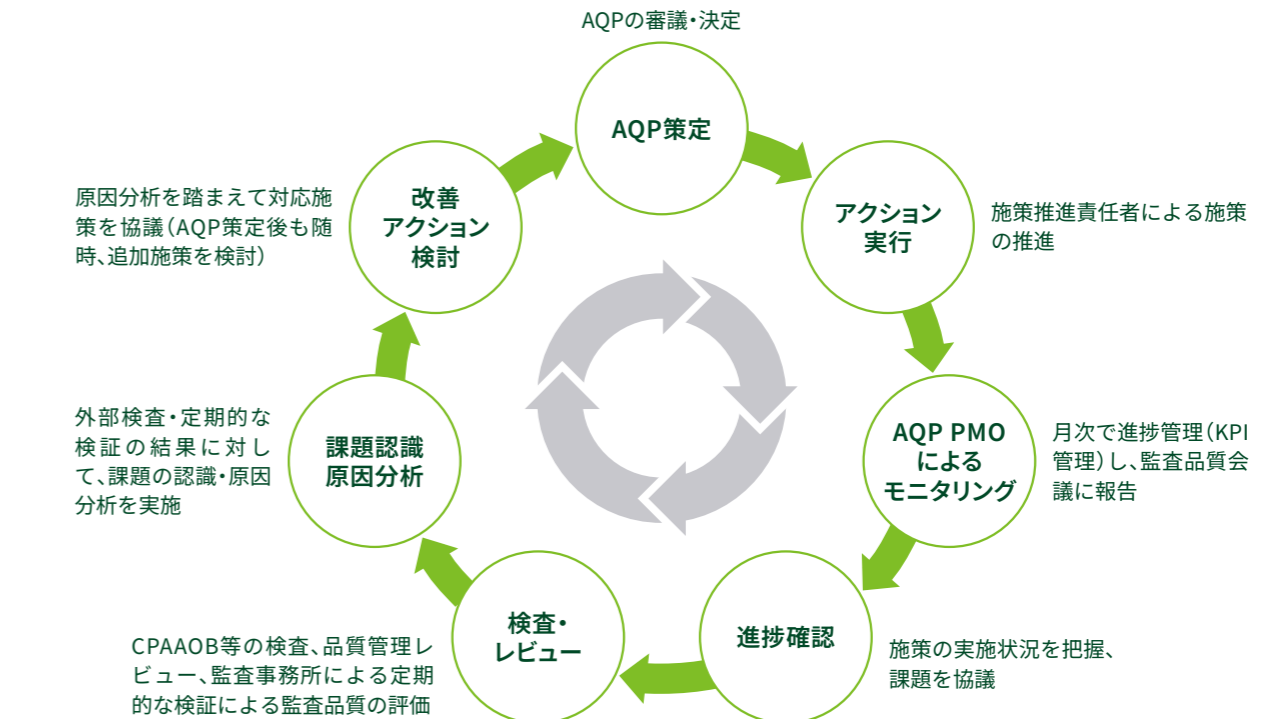 AQPの審議・決定
AQP策定
アクション
実行
施策推進責任者による施策
の推進
AQP PMO
による
モニタリング
月次で進捗管理（KPI
管理）し、監査品質会
議に報告
進捗確認
施策の実施状況を把握、
課題を協議
検査・
レビュー
CPAAOB等の検査、品質管理レ
ビュー、監査事務所による定期
的な検証による監査品質の評価
課題認識
原因分析
外部検査・定期的な
検証の結果に対し
て、課題の認識・原因
分析を実施
改善
アクション
検討
原因分析を踏まえて対応施
策を協議（AQP策定後も随
時、追加施策を検討）